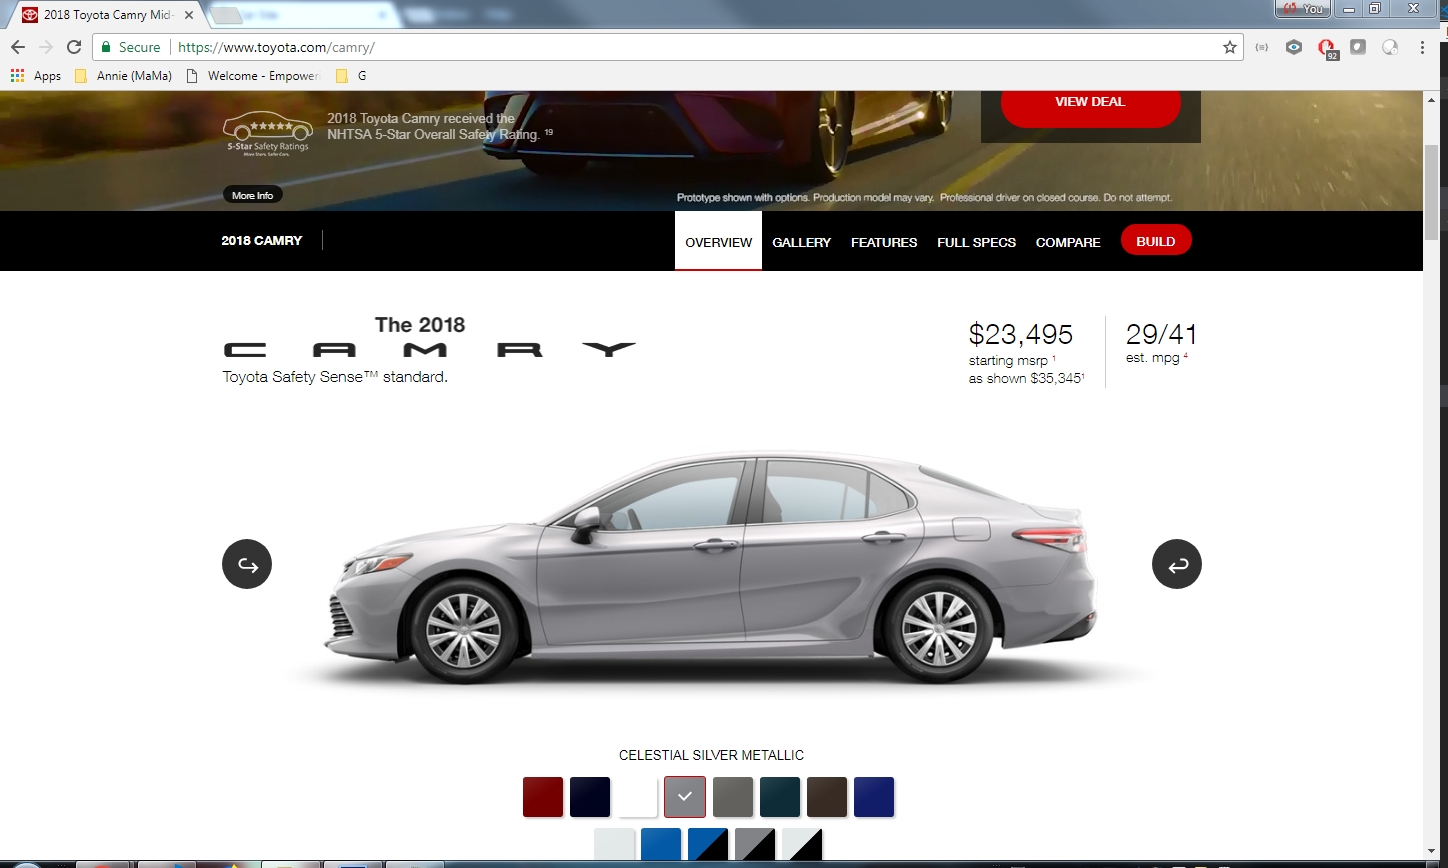 2018 Toyota Camry Mid-
You
Secure
https://www.toyota.com/camry/
92
Apps
Annie (MaMa)
Welcome - Empower
G
2018 Toyota Camry received the
NHTSA 5-Star Overall Safety Rating. 19
5-Star Safety Ratings
More Stars. Safer Cars.
VIEW DEAL
More Info
Prototype shown with options. Production model may vary. Professional driver on closed course. Do not attempt.
2018 CAMRY
OVERVIEW
GALLERY
FEATURES
FULL SPECS
COMPARE
BUILD
The 2018
CAMRY
Toyota Safety Sense™ standard.
$23,495
starting msrp 1
as shown $35,345 1
29/41
est. mpg 4
CELESTIAL SILVER METALLIC